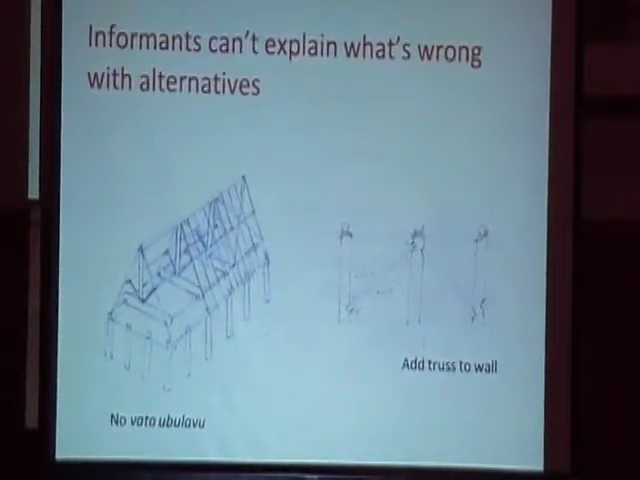 Informants can't explain what's wrong
with alternatives
Add truss to wall
No vata ubulavu